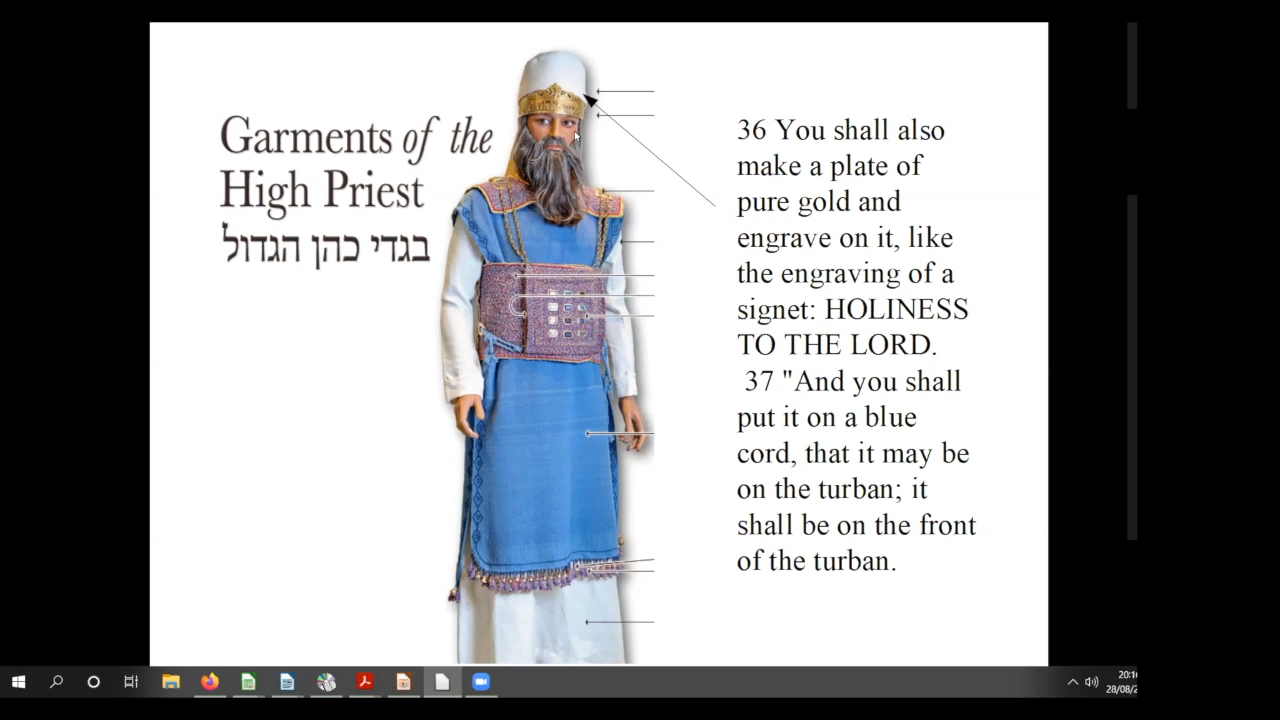 Garments of the
High Priest
בגדי כהן הגדול
36 You shall also
make a plate of
pure gold and
engrave on it, like
the engraving of a
signet: HOLINESS
TO THE LORD.
37 "And you shall
put it on a blue
cord, that it may be
on the turban; it
shall be on the front
of the turban.